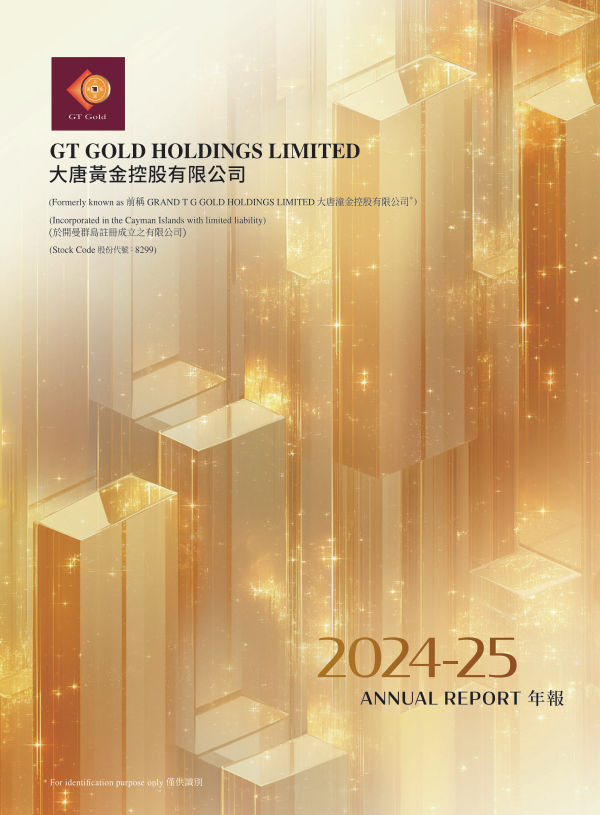 GT Gold
GT GOLD HOLDINGS LIMITED
大唐黃金控股有限公司
(Formerly known as 前稱 GRAND T G GOLD HOLDINGS LIMITED 大唐潼金控股有限公司*)
(Incorporated in the Cayman Islands with limited liability)
(於開曼群島註冊成立之有限公司)
(Stock Code 股份代號：8299)
2024-25
ANNUAL REPORT 年報
* For identification purpose only 僅供識別